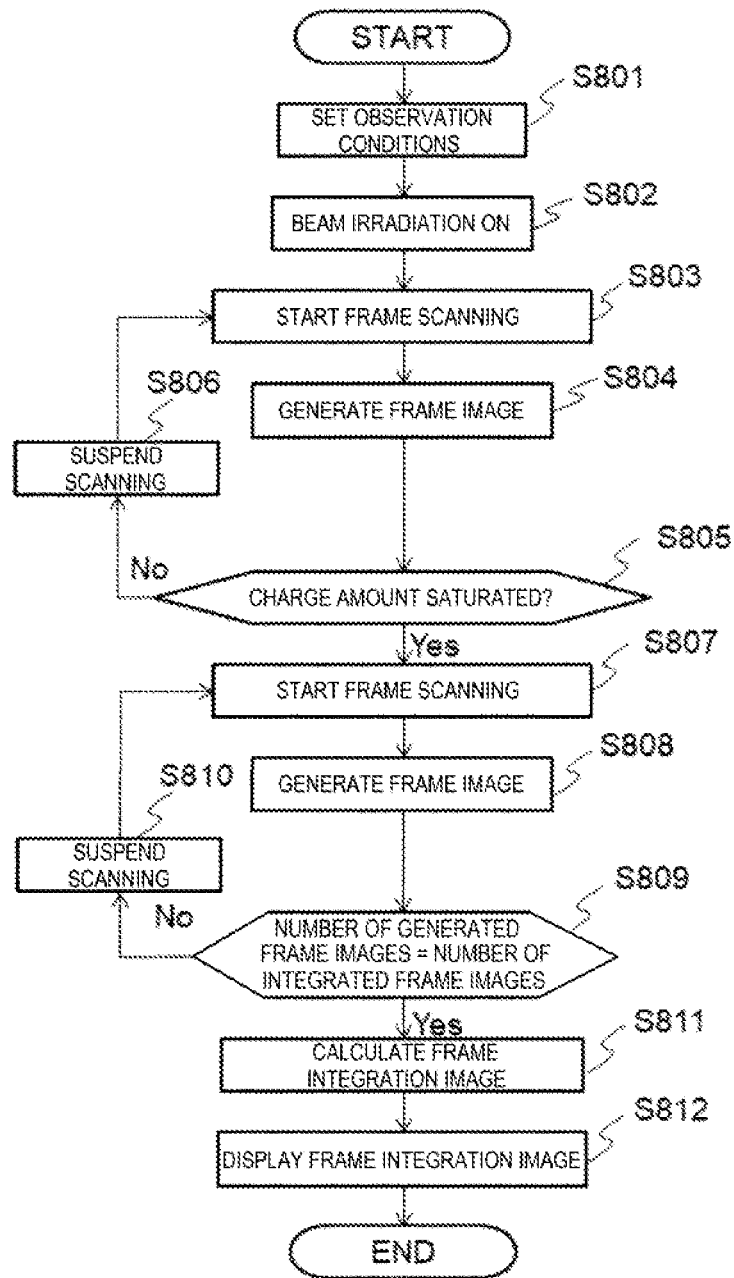 START
S801
SET OBSERVATION
CONDITIONS
S802
BEAM IRRADIATION ON
S803
START FRAME SCANNING
S804
GENERATE FRAME IMAGE
S806
SUSPEND
SCANNING
S805
No
CHARGE AMOUNT SATURATED?
Yes
S807
START FRAME SCANNING
S808
GENERATE FRAME IMAGE
S810
SUSPEND
SCANNING
S809
No
NUMBER OF GENERATED
FRAME IMAGES = NUMBER OF
INTEGRATED FRAME IMAGES
Yes
S811
CALCULATE FRAME
INTEGRATION IMAGE
S812
DISPLAY FRAME INTEGRATION IMAGE
END